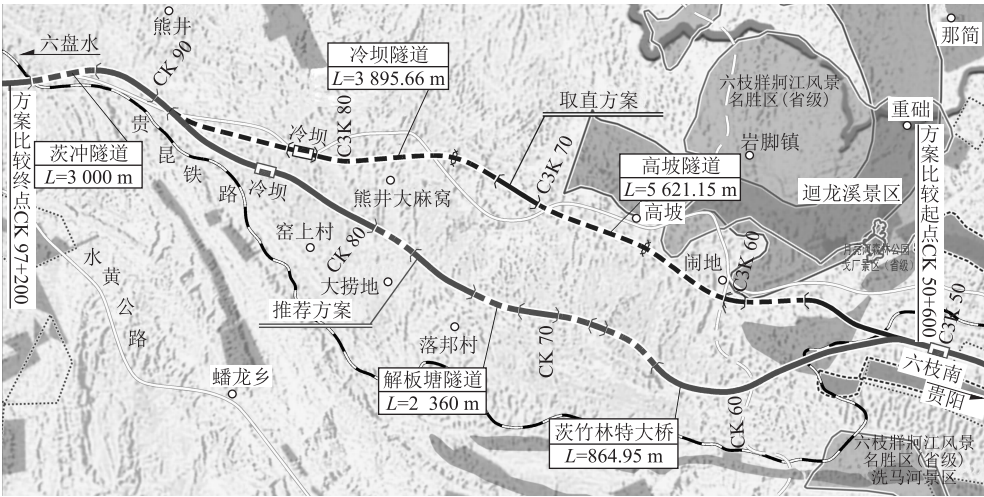 熊井
那简
六盘水
CK 90
冷坝隧道
L=3 895.66 m
六枝牂牁江风景
名胜区(省级)
取直方案
重础
方案比较终点CK 97+200
贵昆铁路
冷坝
C3K 80
茨冲隧道
L=3 000 m
岩脚镇
C3K 70
高坡隧道
L=5 621.15 m
冷坝
熊井大麻窝
迴龙溪景区
高坡
方案比较起点CK 50+600
窑上村
CK 80
闹地
C3K 60
戈厂景区(省级)
水黄公路
大捞地
推荐方案
C3K 50
落邦村
CK 70
六枝南
贵阳
蟠龙乡
解板塘隧道
L=2 360 m
CK 60
茨竹林特大桥
L=864.95 m
六枝牂牁江风景
名胜区(省级)
洗马河景区